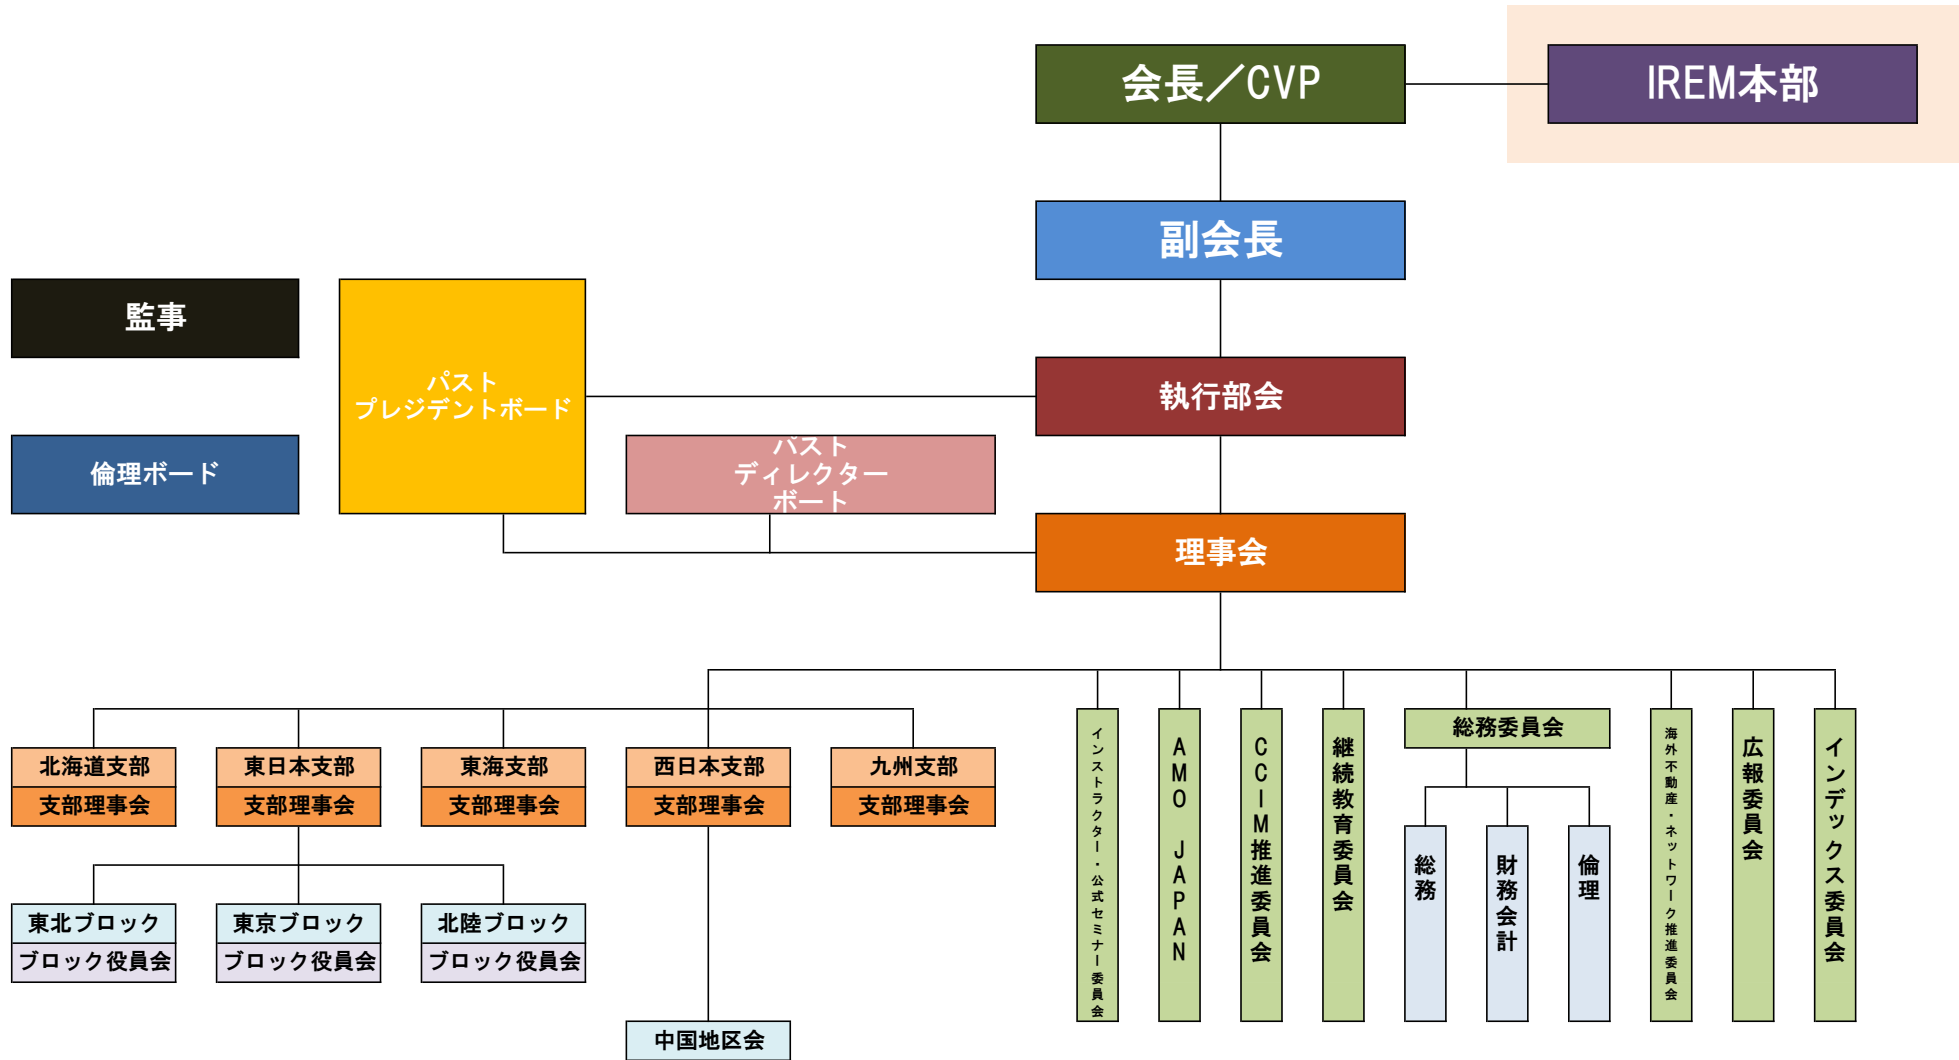 会長／CVP
IREM本部
副会長
監事
パスト
プレジデントボード
執行部会
倫理ボード
パスト
ディレクター
ボート
理事会
北海道支部
支部理事会
東日本支部
支部理事会
東海支部
支部理事会
西日本支部
支部理事会
九州支部
支部理事会
東北ブロック
ブロック役員会
東京ブロック
ブロック役員会
北陸ブロック
ブロック役員会
中国地区会
インストラクター・公式セミナー委員会
AMO JAPAN
CCIM推進委員会
継続教育委員会
総務委員会
総務
財務会計
倫理
海外不動産・ネットワーク推進委員会
広報委員会
インデックス委員会